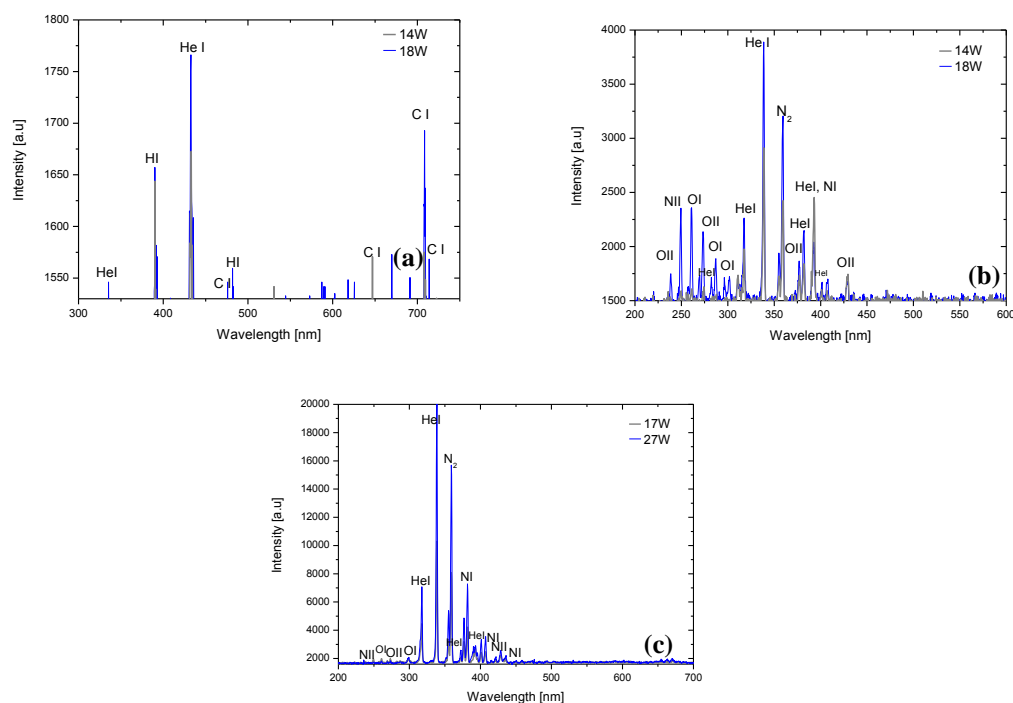 1800
1750
1700
1650
1600
1550
300
400
500
600
700
Intensity [a.u]
Wavelength [nm]
14W
18W
HeI
HI
He I
C I
HI
C I
C I
C I
(a)
4000
3500
3000
2500
2000
1500
200
250
300
350
400
450
500
550
600
Intensity [a.u]
Wavelength [nm]
14W
18W
OII
NII
OI
OII
HeI
OI
OI
HeI
He I
N₂
OII
HeI
HeI, NI
HeI
OII
(b)
20000
18000
16000
14000
12000
10000
8000
6000
4000
2000
200
300
400
500
600
700
Intensity [a.u]
Wavelength [nm]
17W
27W
NII
OI
OII
OI
HeI
HeI
N₂
HeI
NI
HeI
NI
NII
NI
(c)